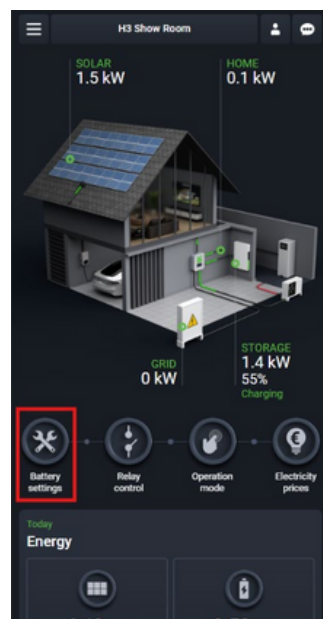 H3 Show Room
SOLAR
1.5 kW
HOME
0.1 kW
GRID
0 kW
STORAGE
1.4 kW
55%
Charging
Battery
settings
Relay
control
Operation
mode
Electricity
prices
Today
Energy